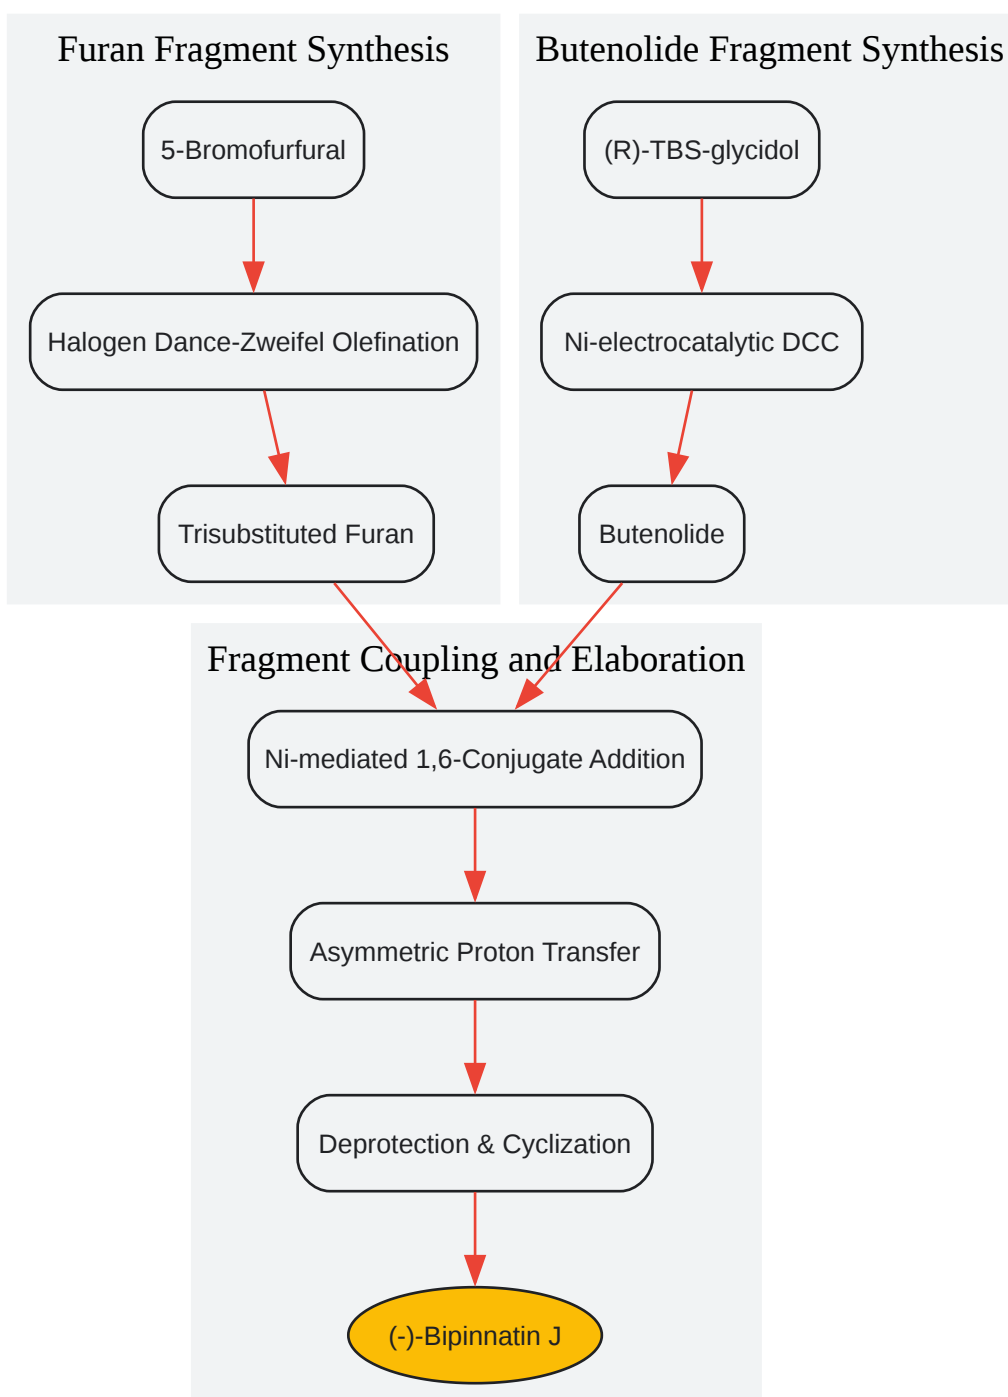 Furan Fragment Synthesis
5-Bromofurfural
Halogen Dance-Zweifel Olefination
Trisubstituted Furan
Butenolide Fragment Synthesis
(R)-TBS-glycidol
Ni-electrocatalytic DCC
Butenolide
Fragment Coupling and Elaboration
Ni-mediated 1,6-Conjugate Addition
Asymmetric Proton Transfer
Deprotection & Cyclization
(-)-Bipinnatin J